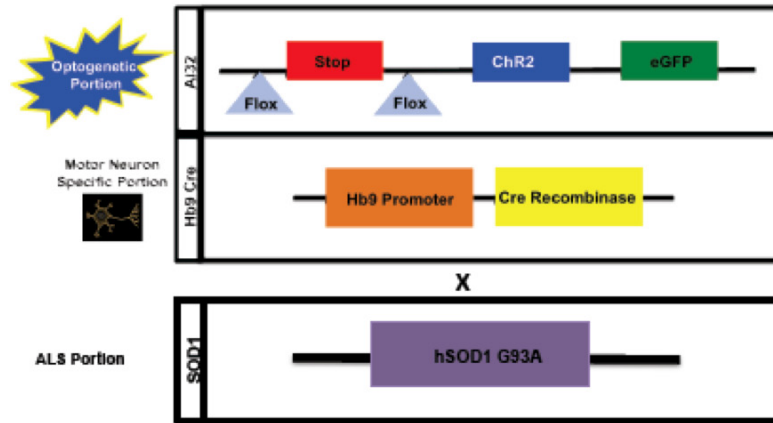 Optogenetic
Portion
AI32
Stop
ChR2
eGFP
Flox
Flox
Motor Neuron
Specific Portion
Hb9 Cre
Hb9 Promoter
Cre Recombinase
X
ALS Portion
SOD1
hSOD1 G93A